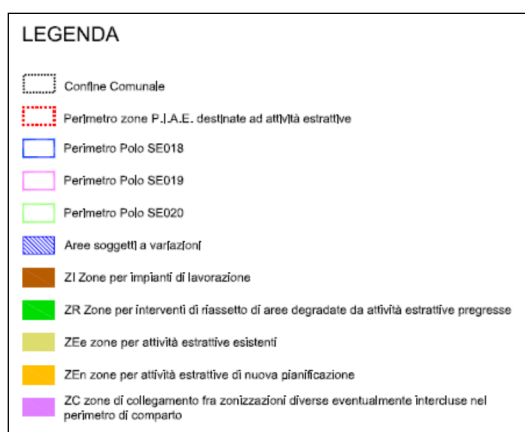 LEGENDA
Confine Comunale
Perimetro zone P.I.A.E. destinate ad attività estrattive
Perimetro Polo SE018
Perimetro Polo SE019
Perimetro Polo SE020
Aree soggetti a variazioni
ZI Zone per impianti di lavorazione
ZR Zone per interventi di riassetto di aree degradate da attività estrattive pregresse
ZEe zone per attività estrattive esistenti
ZEn zone per attività estrattive di nuova pianificazione
ZC zone di collegamento fra zonizzazioni diverse eventualmente intercluse nel
perimetro di comparto